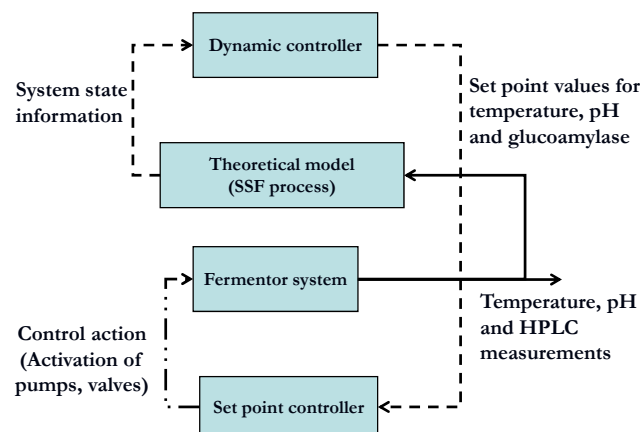 Dynamic controller
System state
information
Set point values for
temperature, pH
and glucoamylase
Theoretical model
(SSF process)
Fermentor system
Temperature, pH
and HPLC
measurements
Control action
(Activation of
pumps, valves)
Set point controller